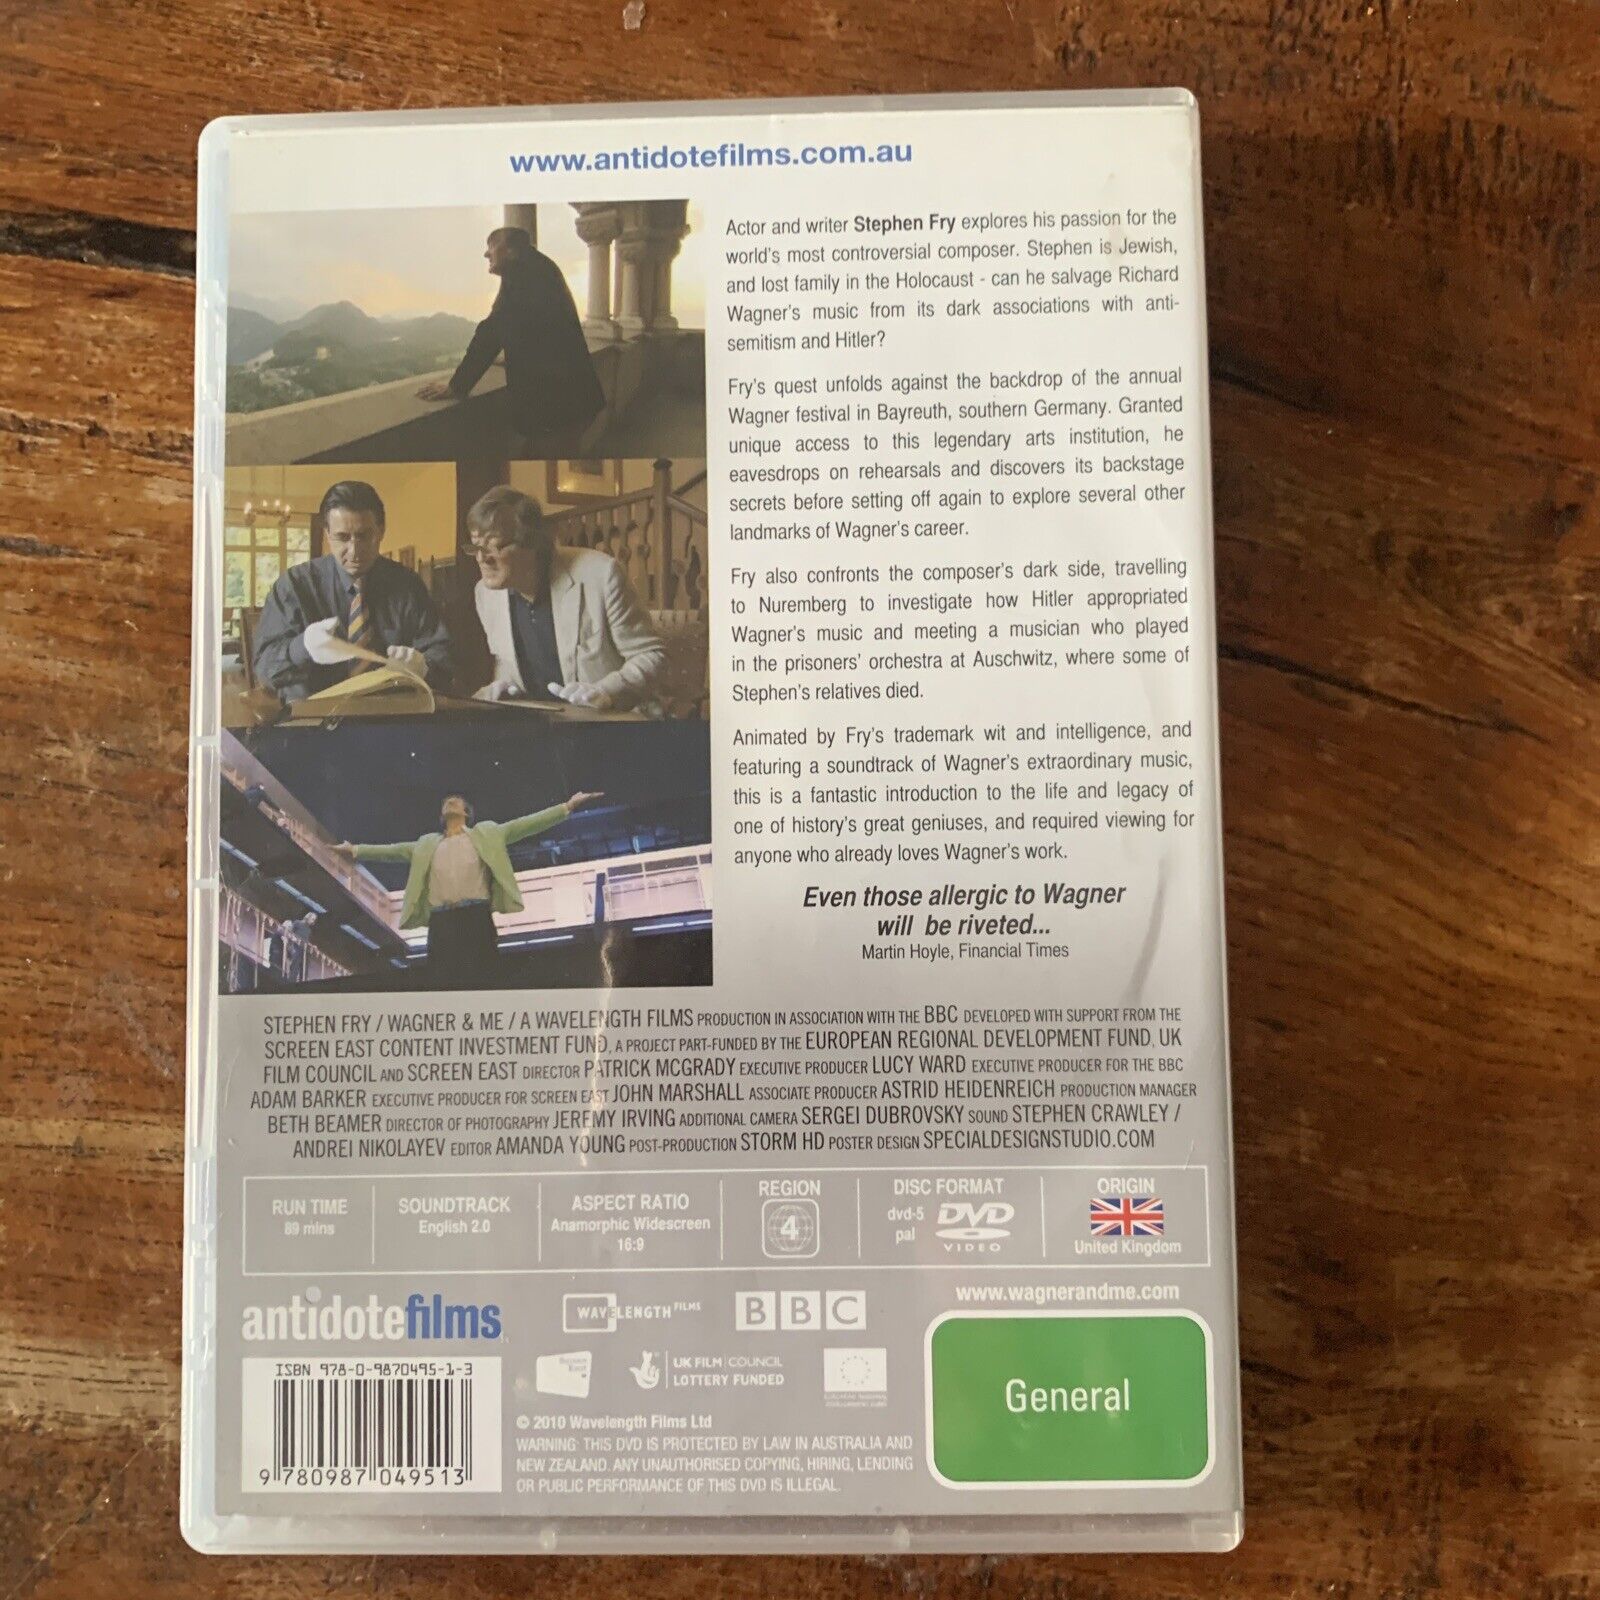 www.antidotefilms.com.au
Actor and writer Stephen Fry explores his passion for the
world's most controversial composer. Stephen is Jewish,
and lost family in the Holocaust - can he salvage Richard
Wagner's music from its dark associations with anti-
semitism and Hitler?
Fry's quest unfolds against the backdrop of the annual
Wagner festival in Bayreuth, southern Germany. Granted
unique access to this legendary arts institution, he
eavesdrops on rehearsals and discovers its backstage
secrets before setting off again to explore several other
landmarks of Wagner's career.
Fry also confronts the composer's dark side, travelling
to Nuremberg to investigate how Hitler appropriated
Wagner's music and meeting a musician who played
in the prisoners' orchestra at Auschwitz, where some of
Stephen's relatives died.
Animated by Fry's trademark wit and intelligence, and
featuring a soundtrack of Wagner's extraordinary music,
this is a fantastic introduction to the life and legacy of
one of history's great geniuses, and required viewing for
anyone who already loves Wagner's work.
Even those allergic to Wagner
will be riveted...
Martin Hoyle, Financial Times
STEPHEN FRY / WAGNER & ME / A WAVELENGTH FILMS PRODUCTION IN ASSOCIATION WITH THE BBC DEVELOPED WITH SUPPORT FROM THE
SCREEN EAST CONTENT INVESTMENT FUND, A PROJECT PART-FUNDED BY THE EUROPEAN REGIONAL DEVELOPMENT FUND, UK
FILM COUNCIL AND SCREEN EAST DIRECTOR PATRICK MCGRADY EXECUTIVE PRODUCER LUCY WARD EXECUTIVE PRODUCER FOR THE BBC
ADAM BARKER EXECUTIVE PRODUCER FOR SCREEN EAST JOHN MARSHALL ASSOCIATE PRODUCER ASTRID HEIDENREICH PRODUCTION MANAGER
BETH BEAMER DIRECTOR OF PHOTOGRAPHY JEREMY IRVING ADDITIONAL CAMERA SERGEI DUBROVSKY SOUND STEPHEN CRAWLEY /
ANDREI NIKOLAYEV EDITOR AMANDA YOUNG POST-PRODUCTION STORM HD POSTER DESIGN SPECIALDESIGNSTUDIO.COM
RUN TIME
89 mins
SOUNDTRACK
English 2.0
ASPECT RATIO
Anamorphic Widescreen
16:9
REGION
4
DISC FORMAT
dvd-5
pal
DVD
VIDEO
ORIGIN
United Kingdom
antidotefilms
WAVELENGTH FILMS
BBC
www.wagnerandme.com
UK FILM COUNCIL
LOTTERY FUNDED
General
ISBN 978-0-9870495-1-3
9 780987 049513
© 2010 Wavelength Films Ltd
WARNING: THIS DVD IS PROTECTED BY LAW IN AUSTRALIA AND
NEW ZEALAND. ANY UNAUTHORISED COPYING, HIRING, LENDING
OR PUBLIC PERFORMANCE OF THIS DVD IS ILLEGAL.